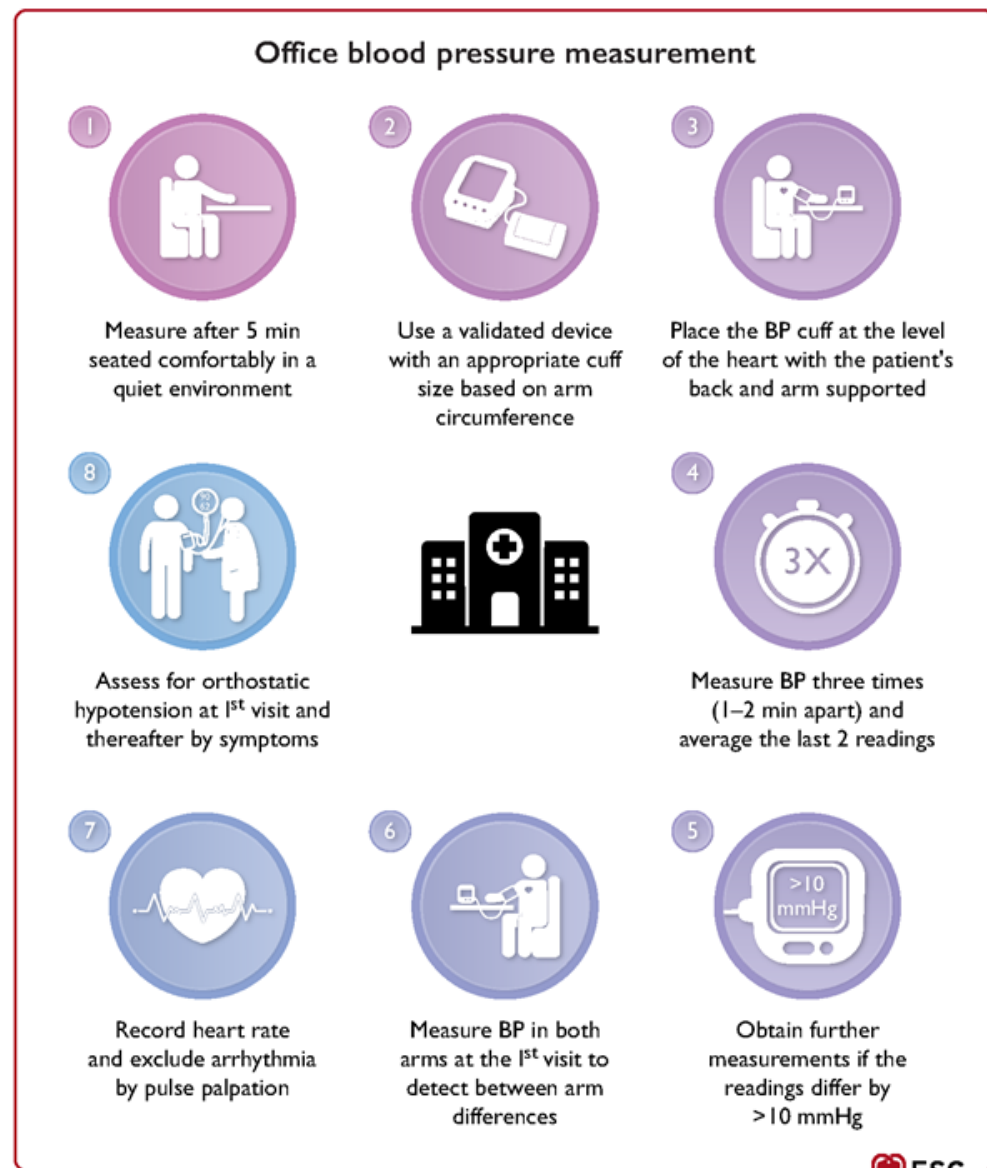 Office blood pressure measurement
1
Measure after 5 min
seated comfortably in a
quiet environment
2
Use a validated device
with an appropriate cuff
size based on arm
circumference
3
Place the BP cuff at the level
of the heart with the patient's
back and arm supported
4
3X
Measure BP three times
(1–2 min apart) and
average the last 2 readings
5
>10
mmHg
Obtain further
measurements if the
readings differ by
>10 mmHg
6
Measure BP in both
arms at the 1st visit to
detect between arm
differences
7
Record heart rate
and exclude arrhythmia
by pulse palpation
8
90
62
Assess for orthostatic
hypotension at 1st visit and
thereafter by symptoms
ESC